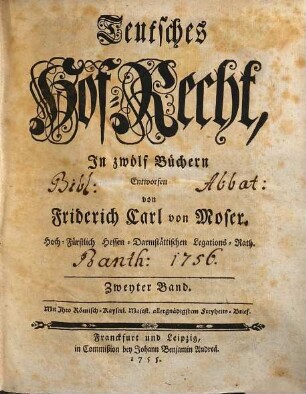 Teutsches
Hof-Recht,
In zwölf Büchern
Bibl: Entworfen Abbat:
von
Friderich Carl von Moser.
Hoch-Fürstlich Hessen-Darmstättischen Legations-Rath.
Banth: 1756.
Zweyter Band.
Mit Ihro Römisch-Kayserl. Majest. allergnädigstem Freyheits-Brief.
Franckfurt und Leipzig,
in Commißion bey Johann Benjamin Andreä.
1755.